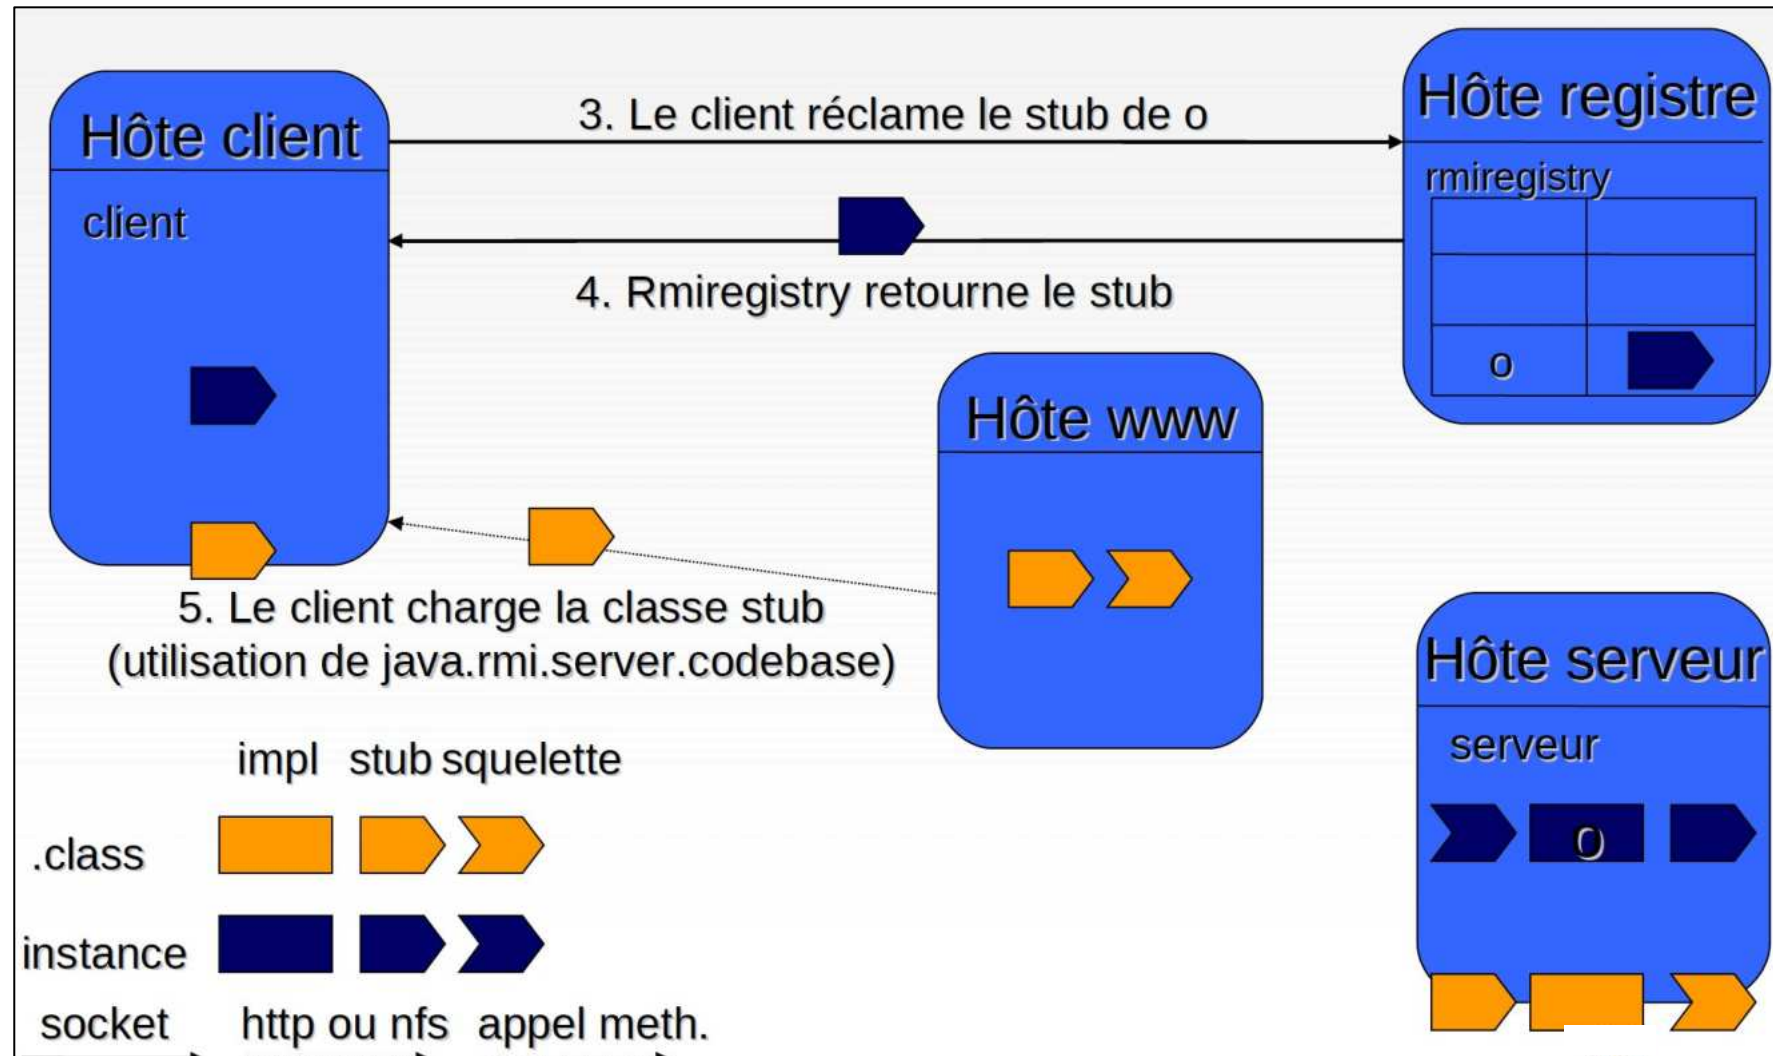 3. Le client réclame le stub de o
Hôte registre
Hôte client
rmiregistry
client
4. Rmiregistry retourne le stub
o
Hôte www
5. Le client charge la classe stub
(utilisation de java.rmi.server.codebase)
Hôte serveur
serveur
o
impl stub squelette
.class
instance
socket http ou nfs appel meth.